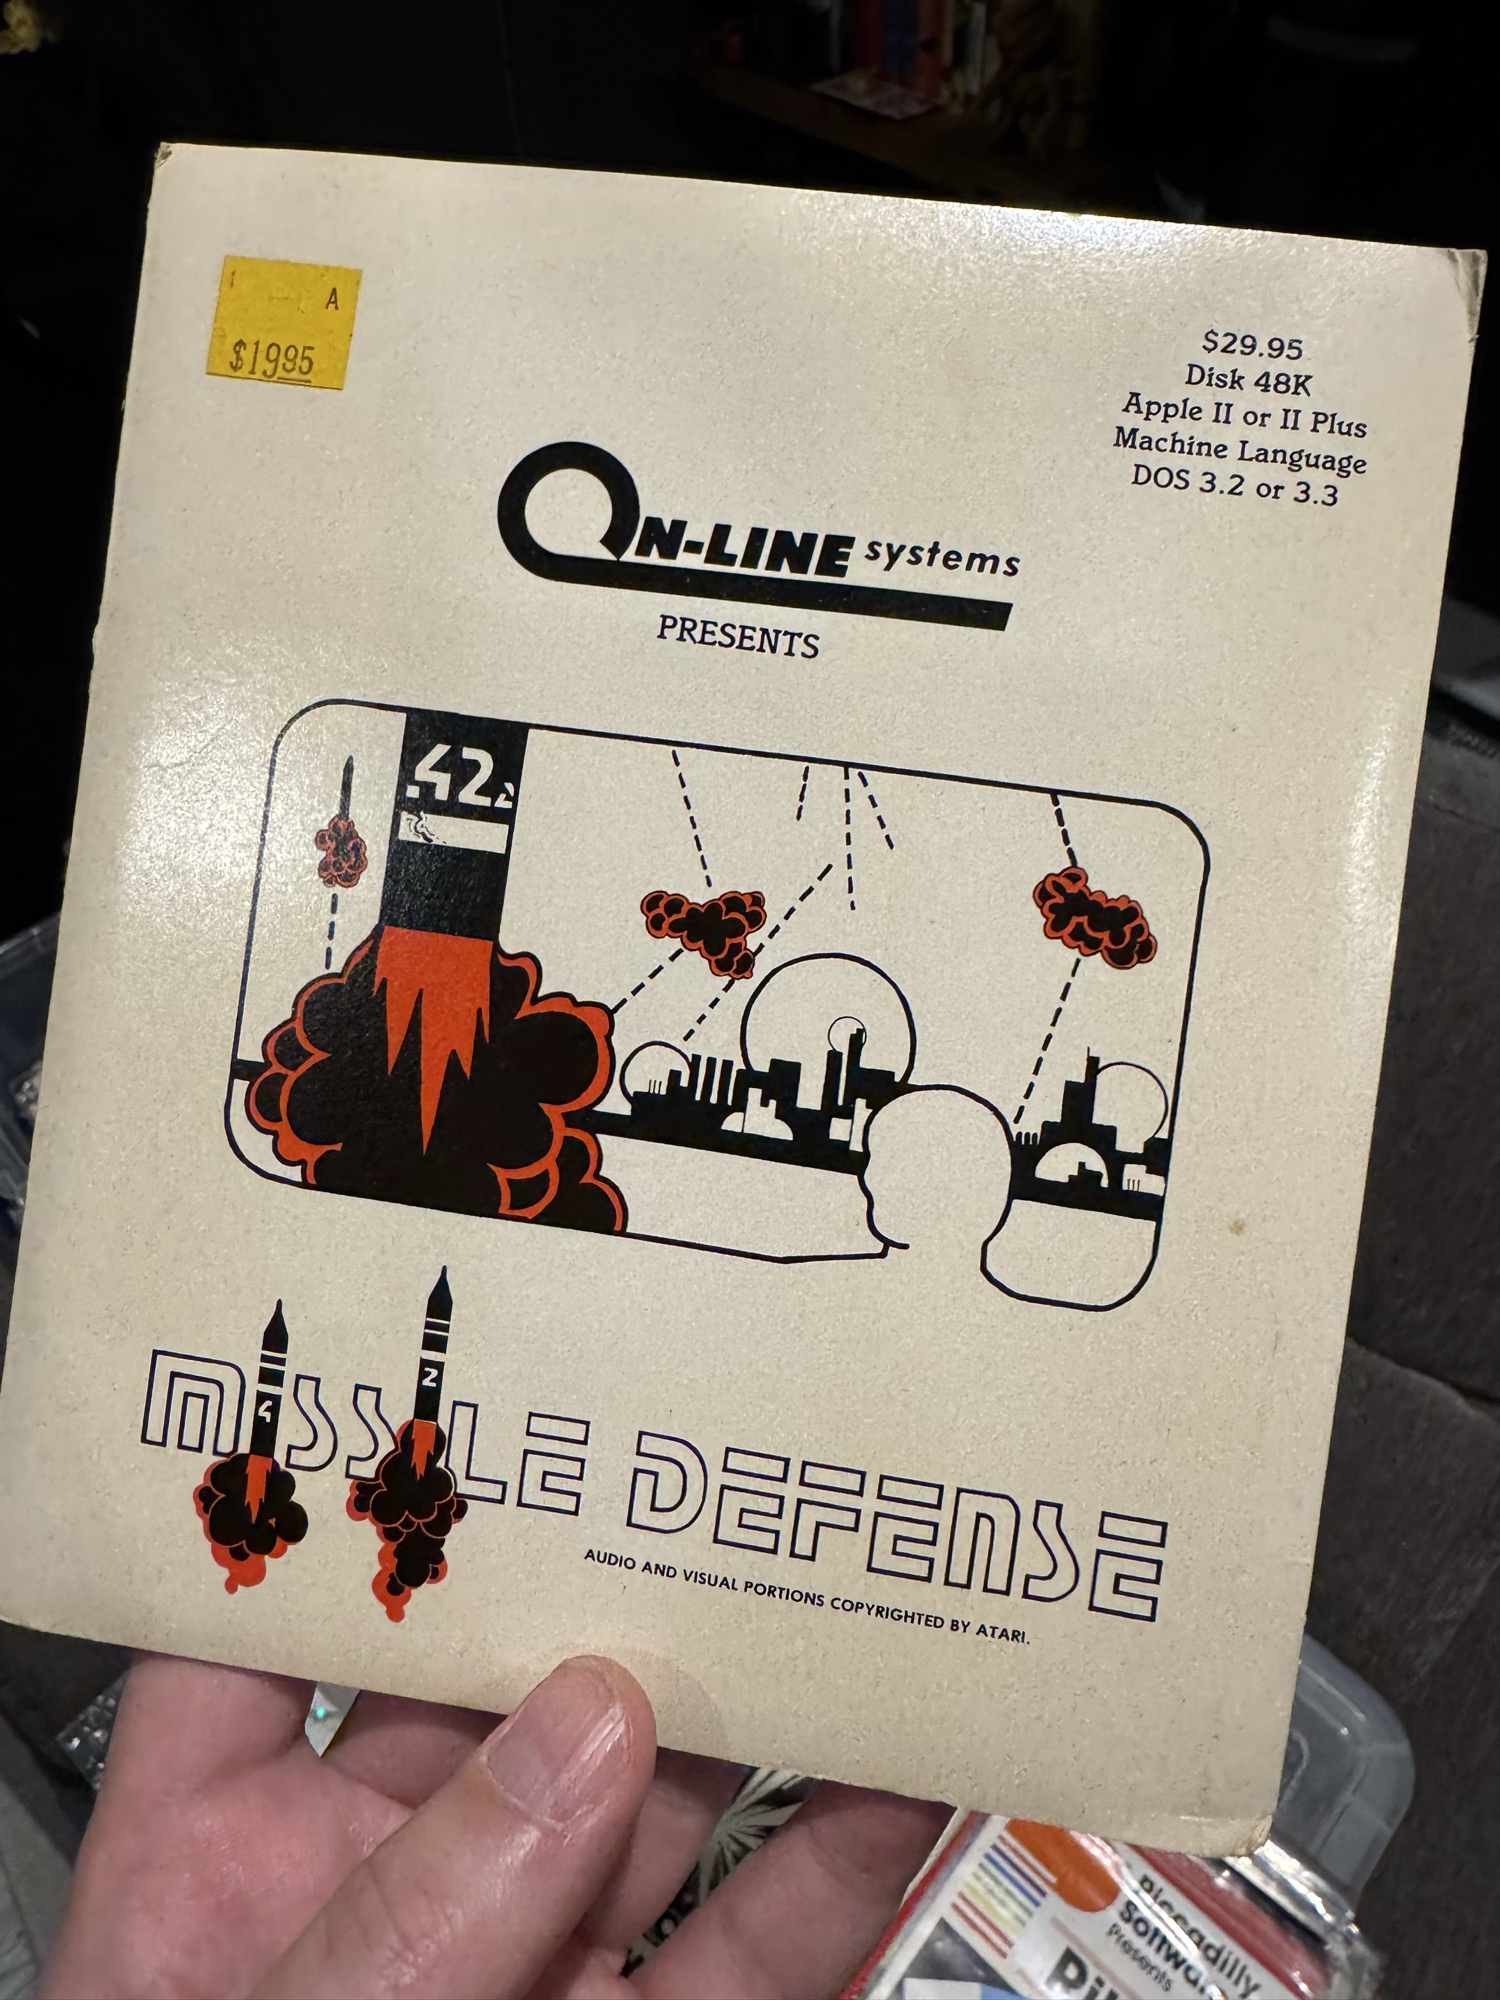 A
$1995
$29.95
Disk 48K
Apple II or II Plus
Machine Language
DOS 3.2 or 3.3
ON-LINE systems
PRESENTS
.42
4
2
MISSILE DEFENSE
AUDIO AND VISUAL PORTIONS COPYRIGHTED BY ATARI.
piccadilly
Software
Presents